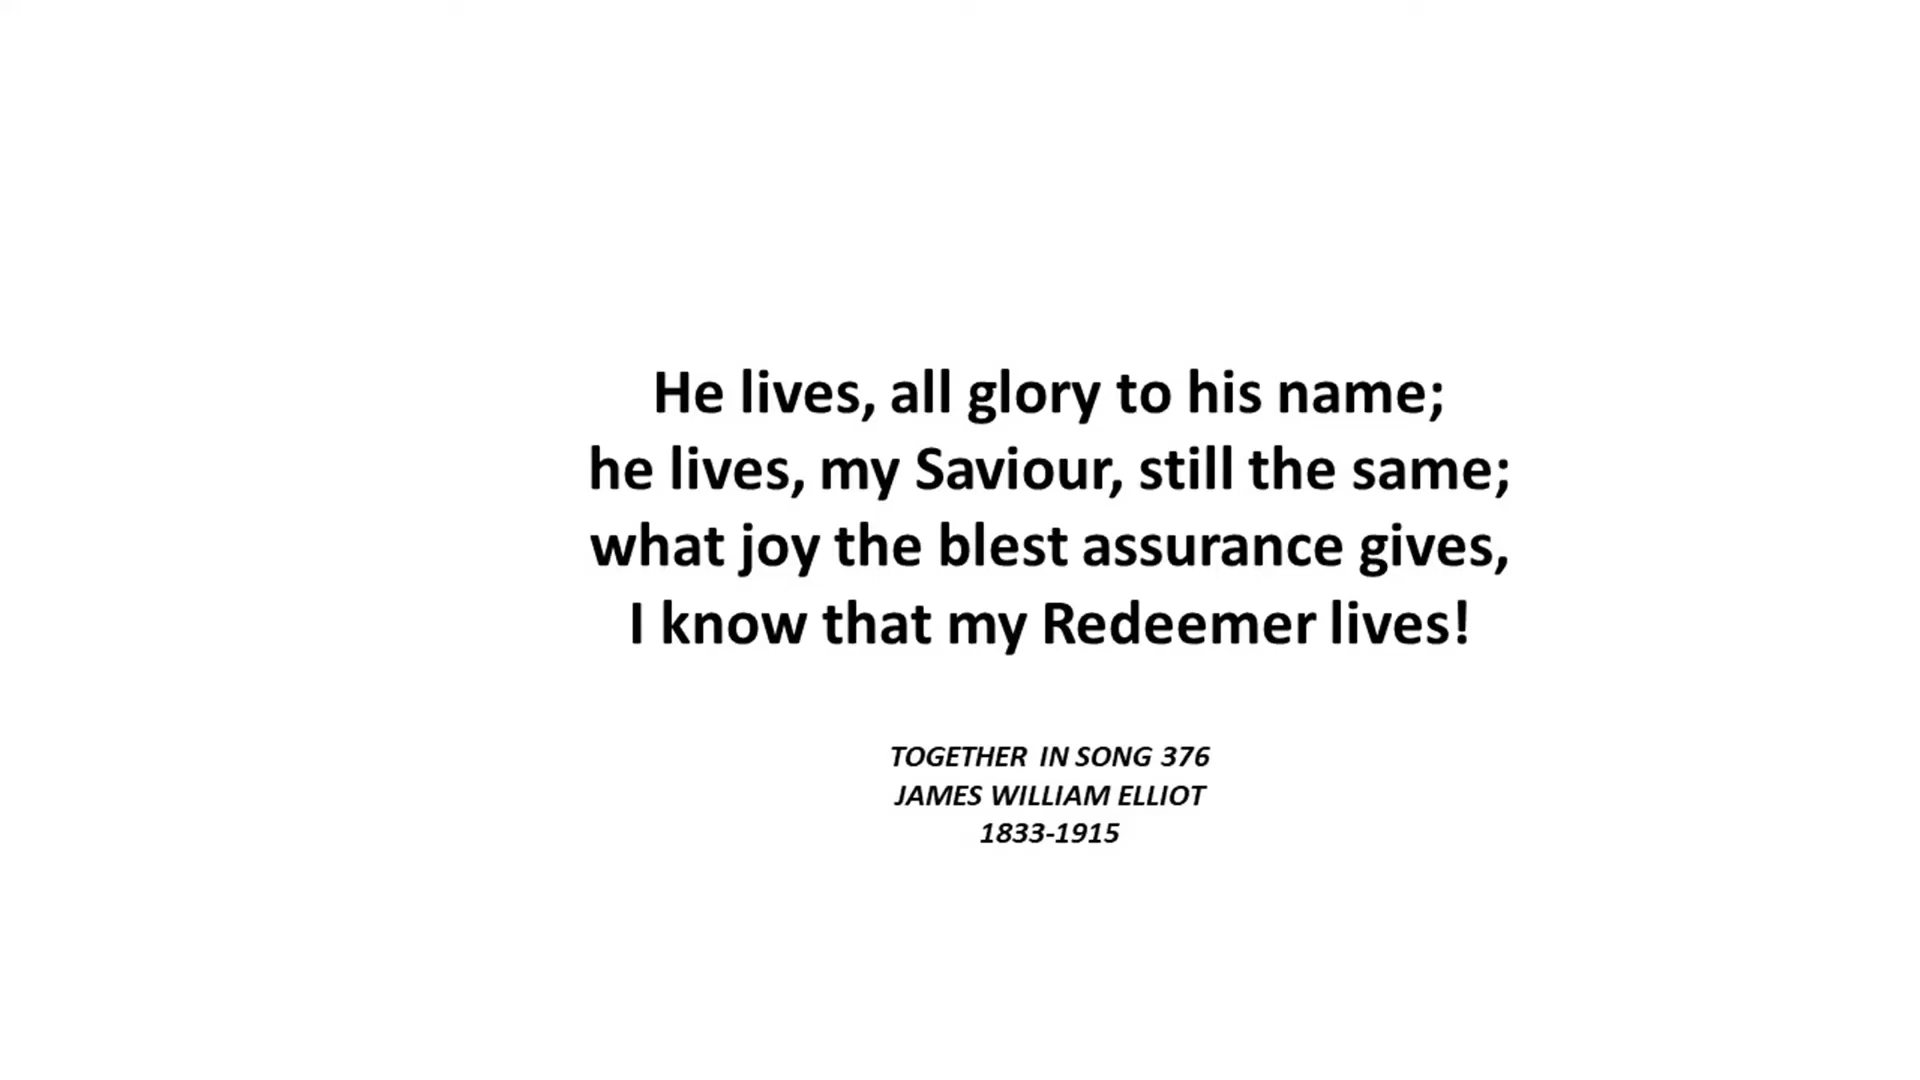 He lives, all glory to his name;
he lives, my Saviour, still the same;
what joy the blest assurance gives,
I know that my Redeemer lives!
TOGETHER IN SONG 376
JAMES WILLIAM ELLIOT
1833-1915